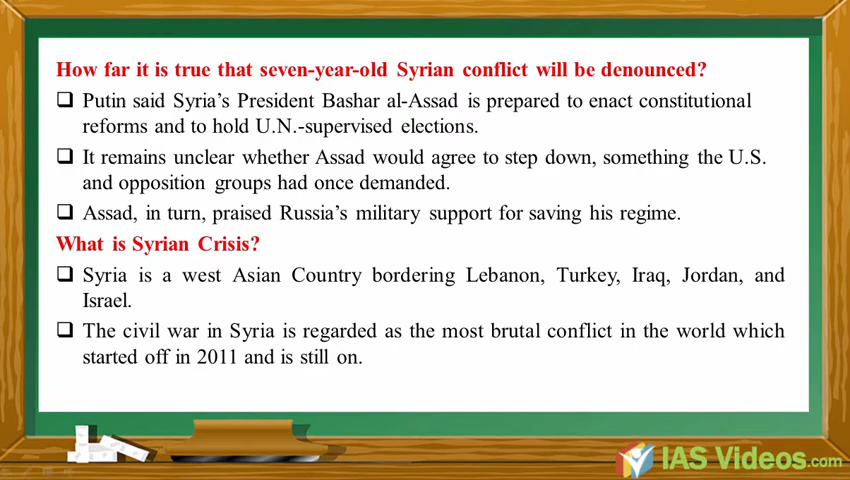 How far it is true that seven-year-old Syrian conflict will be denounced?
❑ Putin said Syria's President Bashar al-Assad is prepared to enact constitutional
reforms and to hold U.N.-supervised elections.
❑ It remains unclear whether Assad would agree to step down, something the U.S.
and opposition groups had once demanded.
❑ Assad, in turn, praised Russia's military support for saving his regime.
What is Syrian Crisis?
❑ Syria is a west Asian Country bordering Lebanon, Turkey, Iraq, Jordan, and
Israel.
❑ The civil war in Syria is regarded as the most brutal conflict in the world which
started off in 2011 and is still on.
IAS Videos.com